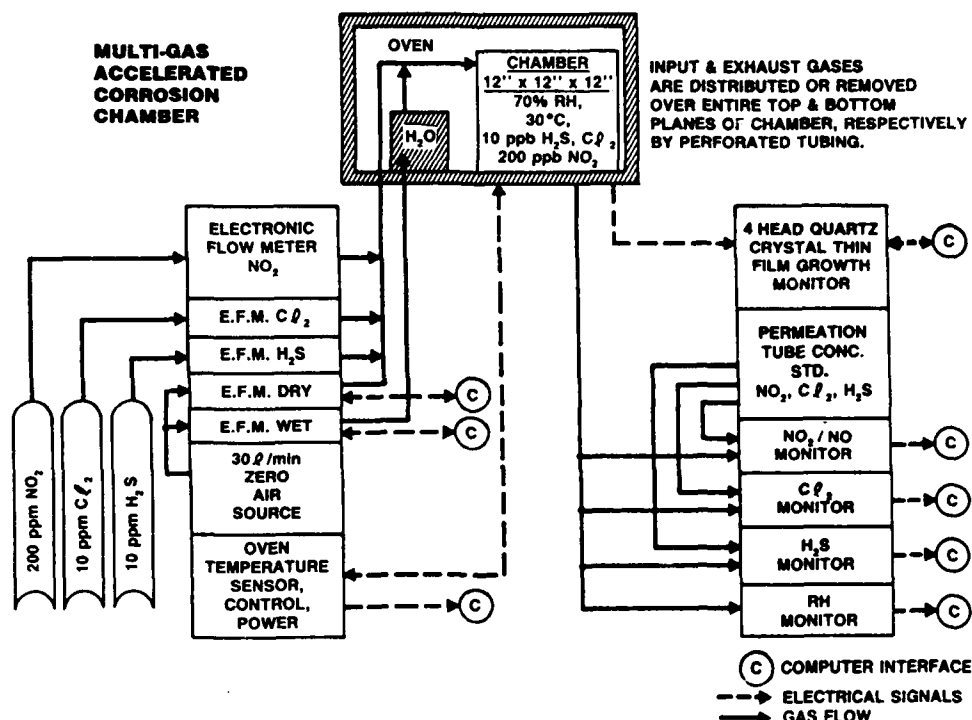 MULTI-GAS
ACCELERATED
CORROSION
CHAMBER
OVEN
H₂O
CHAMBER
12'' x 12'' x 12''
70% RH,
30°C,
10 ppb H₂S, Cℓ₂
200 ppb NO₂
INPUT & EXHAUST GASES
ARE DISTRIBUTED OR REMOVED
OVER ENTIRE TOP & BOTTOM
PLANES OF CHAMBER, RESPECTIVELY
BY PERFORATED TUBING.
200 ppm NO₂
10 ppm Cℓ₂
10 ppm H₂S
ELECTRONIC
FLOW METER
NO₂
E.F.M. Cℓ₂
E.F.M. H₂S
E.F.M. DRY
C
E.F.M. WET
C
30ℓ/min
ZERO
AIR
SOURCE
OVEN
TEMPERATURE
SENSOR,
CONTROL,
POWER
C
4 HEAD QUARTZ
CRYSTAL THIN
FILM GROWTH
MONITOR
C
PERMEATION
TUBE CONC.
STD.
NO₂, Cℓ₂, H₂S
NO₂/NO
MONITOR
C
Cℓ₂
MONITOR
C
H₂S
MONITOR
C
RH
MONITOR
C
C COMPUTER INTERFACE
ELECTRICAL SIGNALS
GAS FLOW